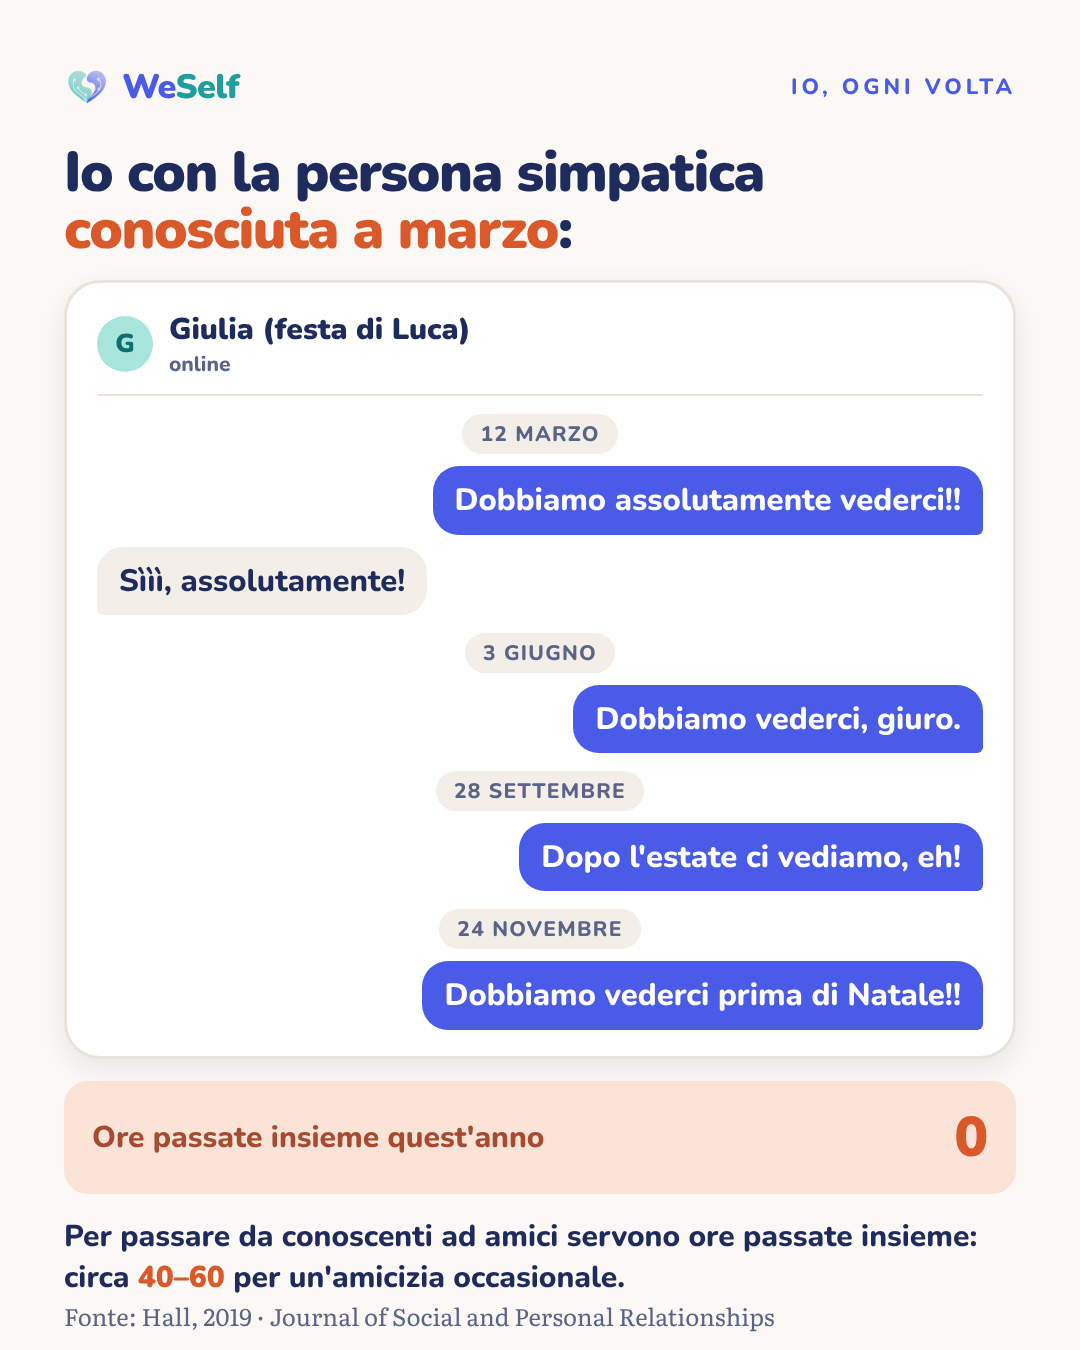 WeSelf
IO, OGNI VOLTA
Io con la persona simpatica
conosciuta a marzo:
G
Giulia (festa di Luca)
online
12 MARZO
Dobbiamo assolutamente vederci!!
Sììì, assolutamente!
3 GIUGNO
Dobbiamo vederci, giuro.
28 SETTEMBRE
Dopo l'estate ci vediamo, eh!
24 NOVEMBRE
Dobbiamo vederci prima di Natale!!
Ore passate insieme quest'anno
0
Per passare da conoscenti ad amici servono ore passate insieme:
circa 40–60 per un'amicizia occasionale.
Fonte: Hall, 2019 · Journal of Social and Personal Relationships